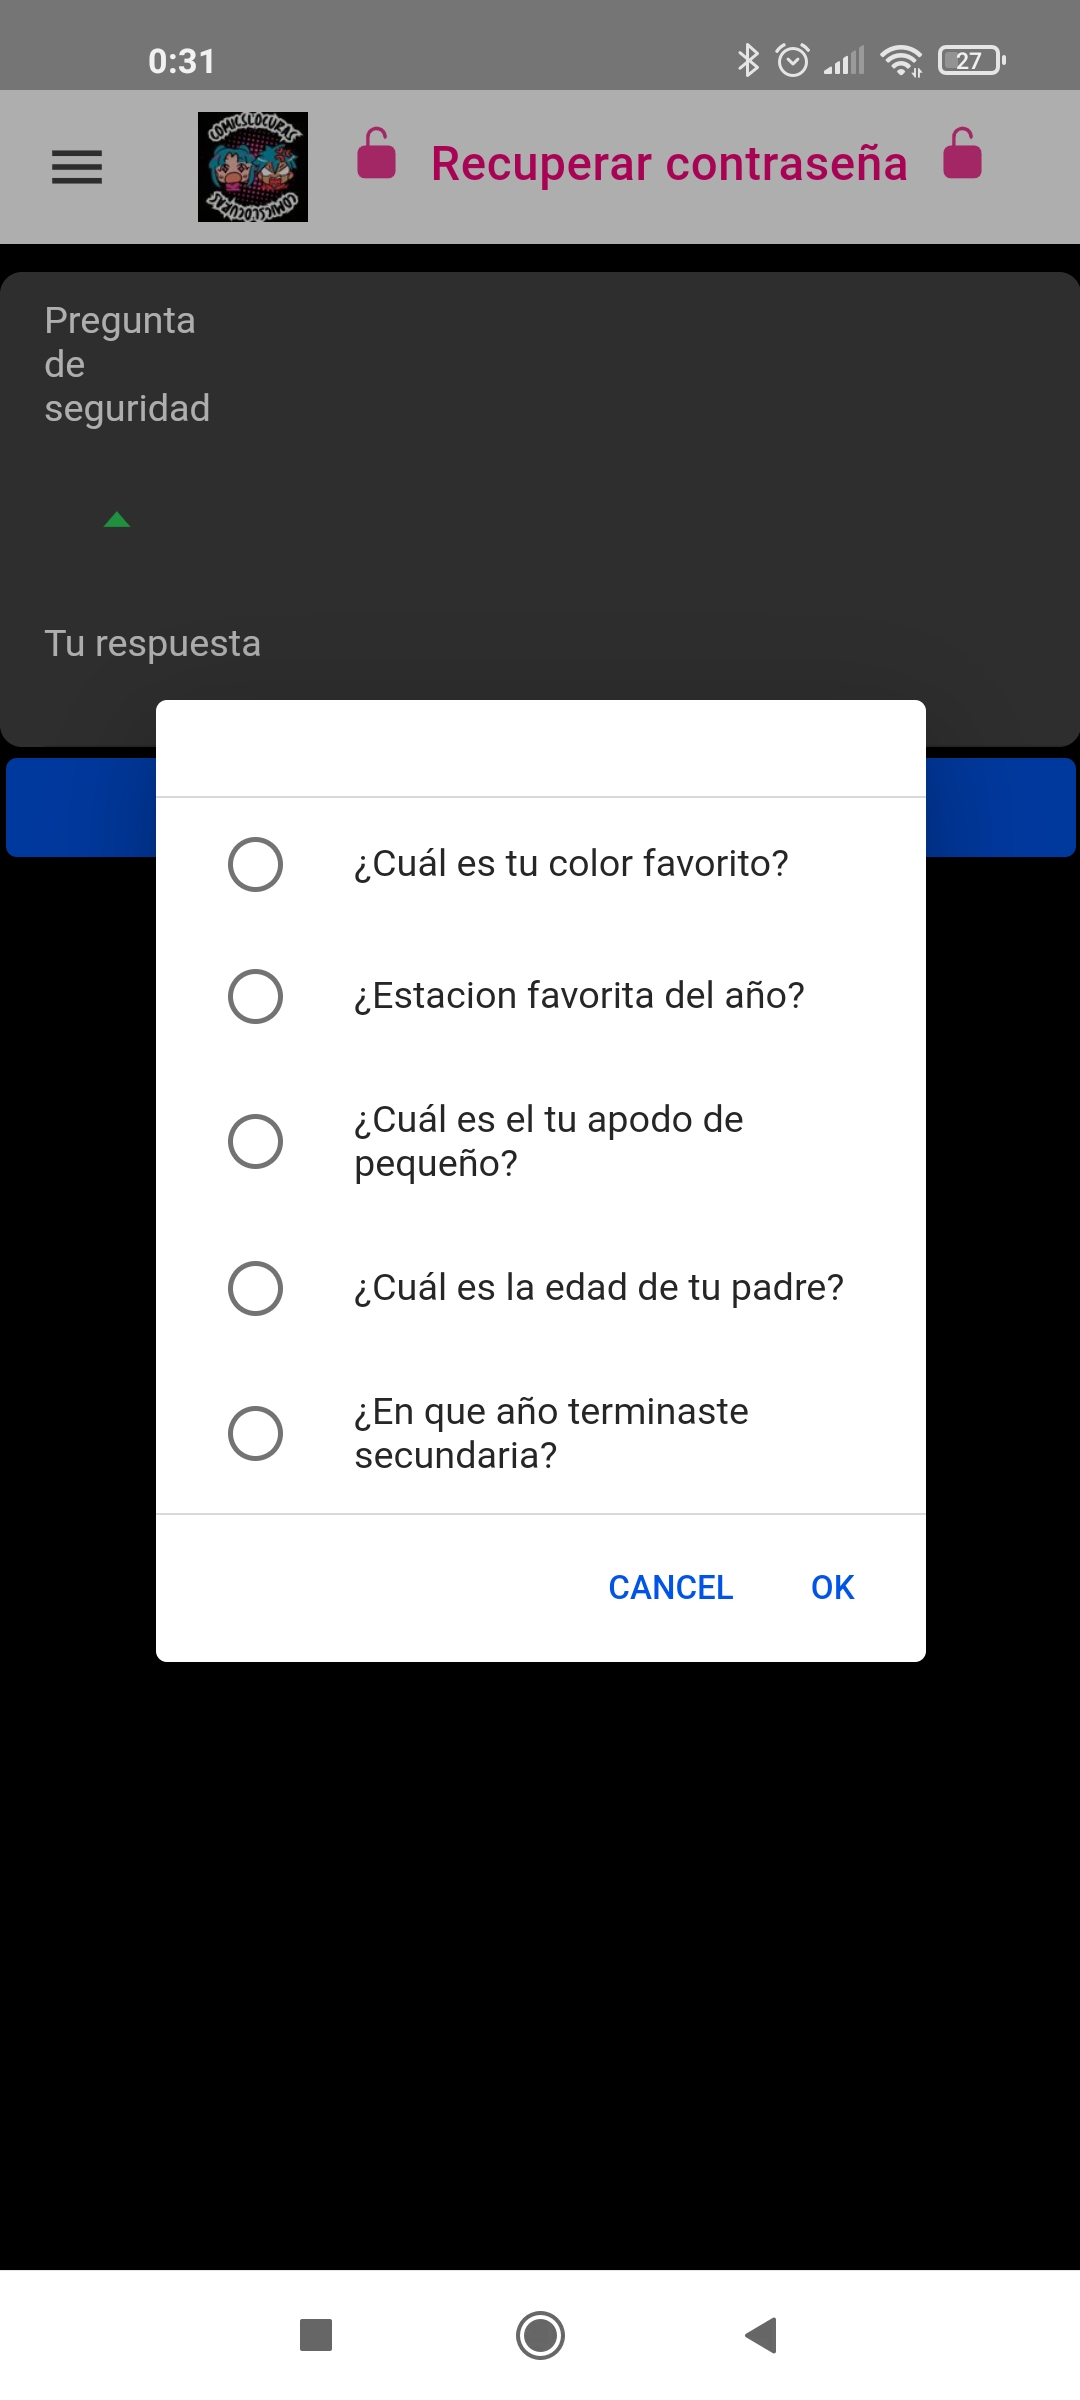 0:31
27
COMICSLOCURAS
Recuperar contraseña
COMICSLOCURAS
Pregunta
de
seguridad
Tu respuesta
¿Cuál es tu color favorito?
¿Estacion favorita del año?
¿Cuál es el tu apodo de
pequeño?
¿Cuál es la edad de tu padre?
¿En que año terminaste
secundaria?
CANCEL OK